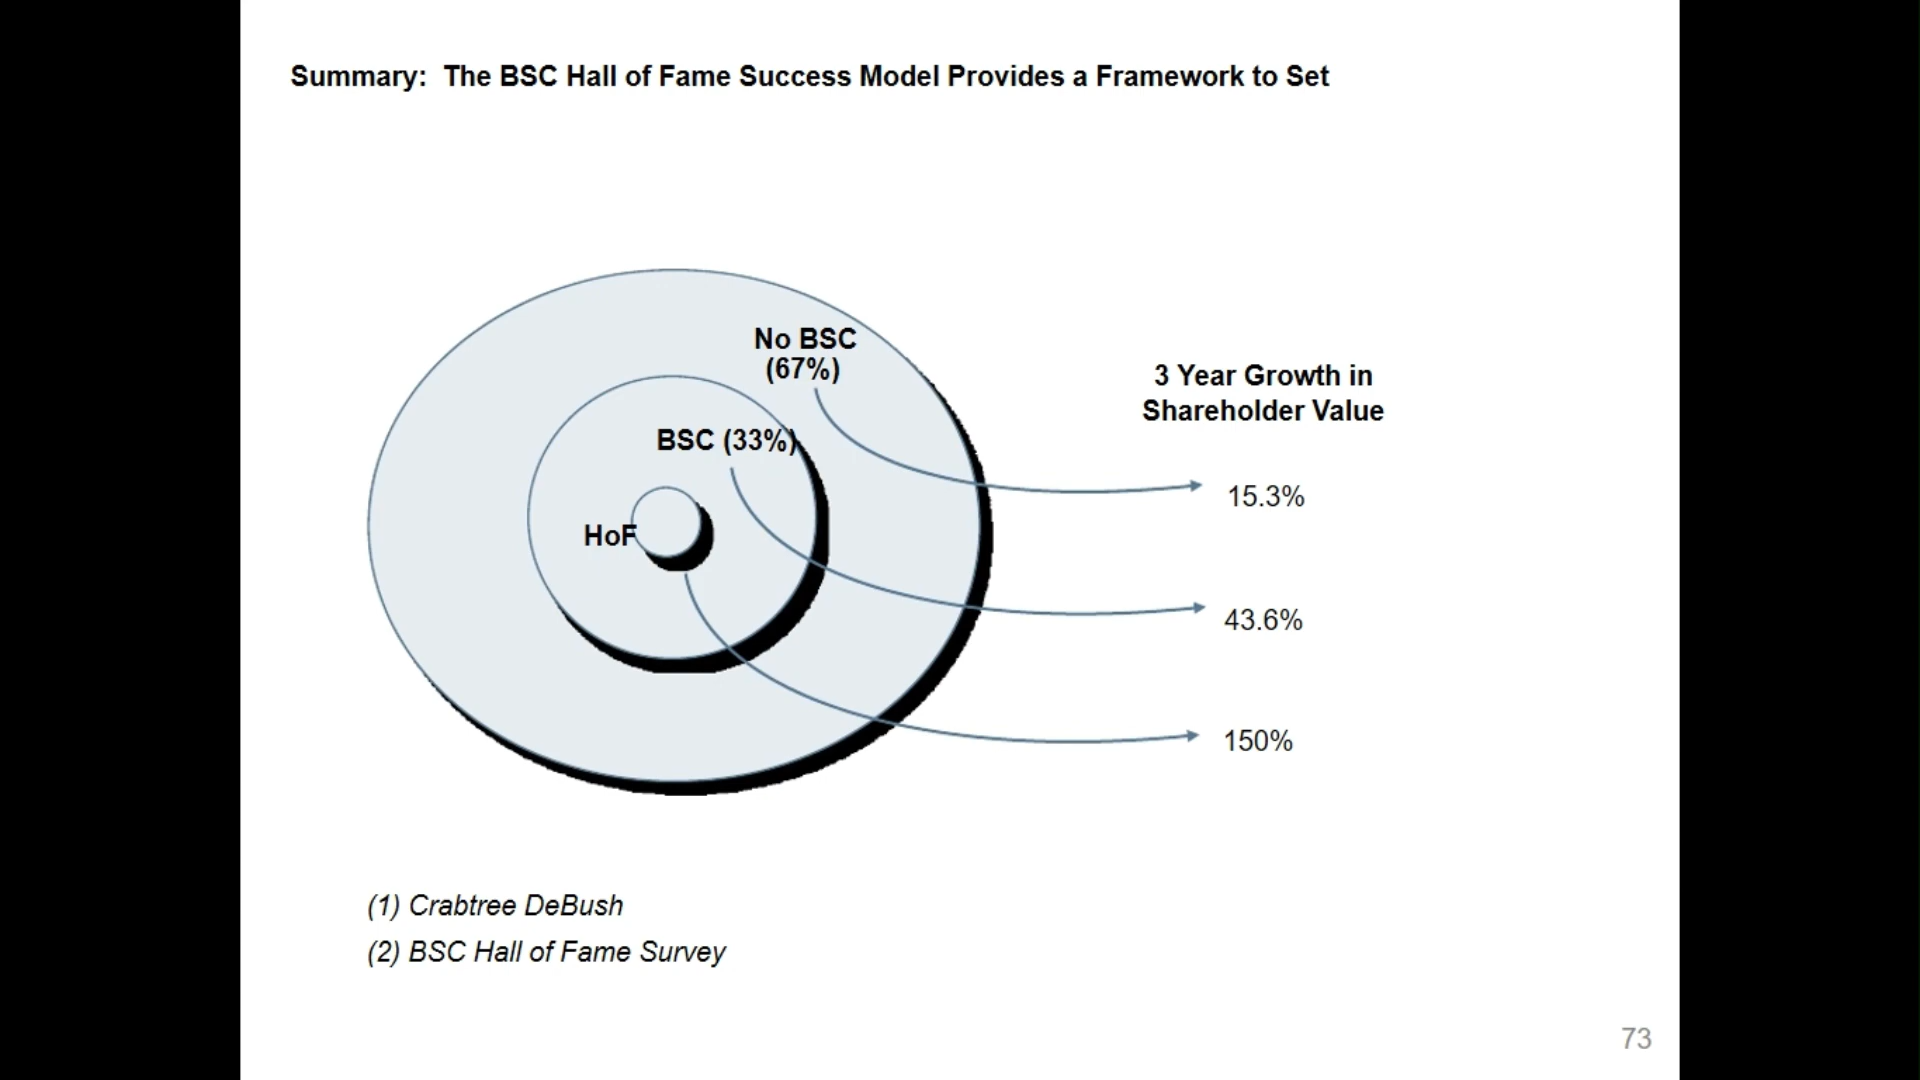 Summary:  The BSC Hall of Fame Success Model Provides a Framework to Set
No BSC
(67%)
BSC (33%)
HoF
3 Year Growth in
Shareholder Value
15.3%
43.6%
150%
(1) Crabtree DeBush
(2) BSC Hall of Fame Survey
73